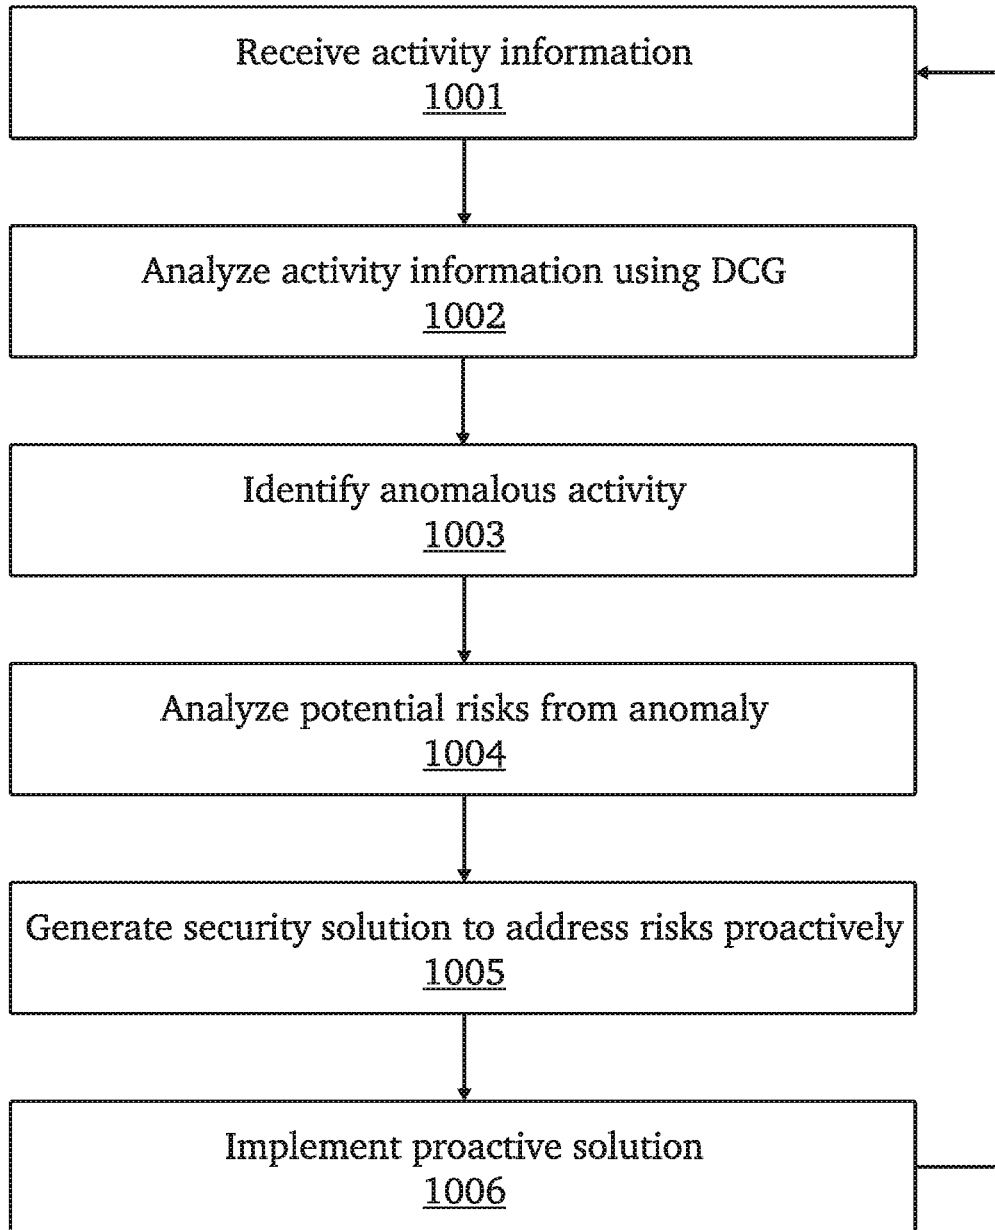 Receive activity information
1001
Analyze activity information using DCG
1002
Identify anomalous activity
1003
Analyze potential risks from anomaly
1004
Generate security solution to address risks proactively
1005
Implement proactive solution
1006